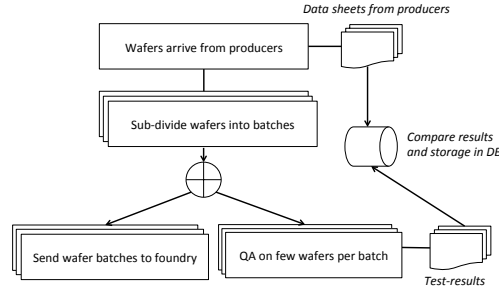 Data sheets from producers
Wafers arrive from producers
Sub-divide wafers into batches
Compare results
and storage in DB
Send wafer batches to foundry
QA on few wafers per batch
Test-results